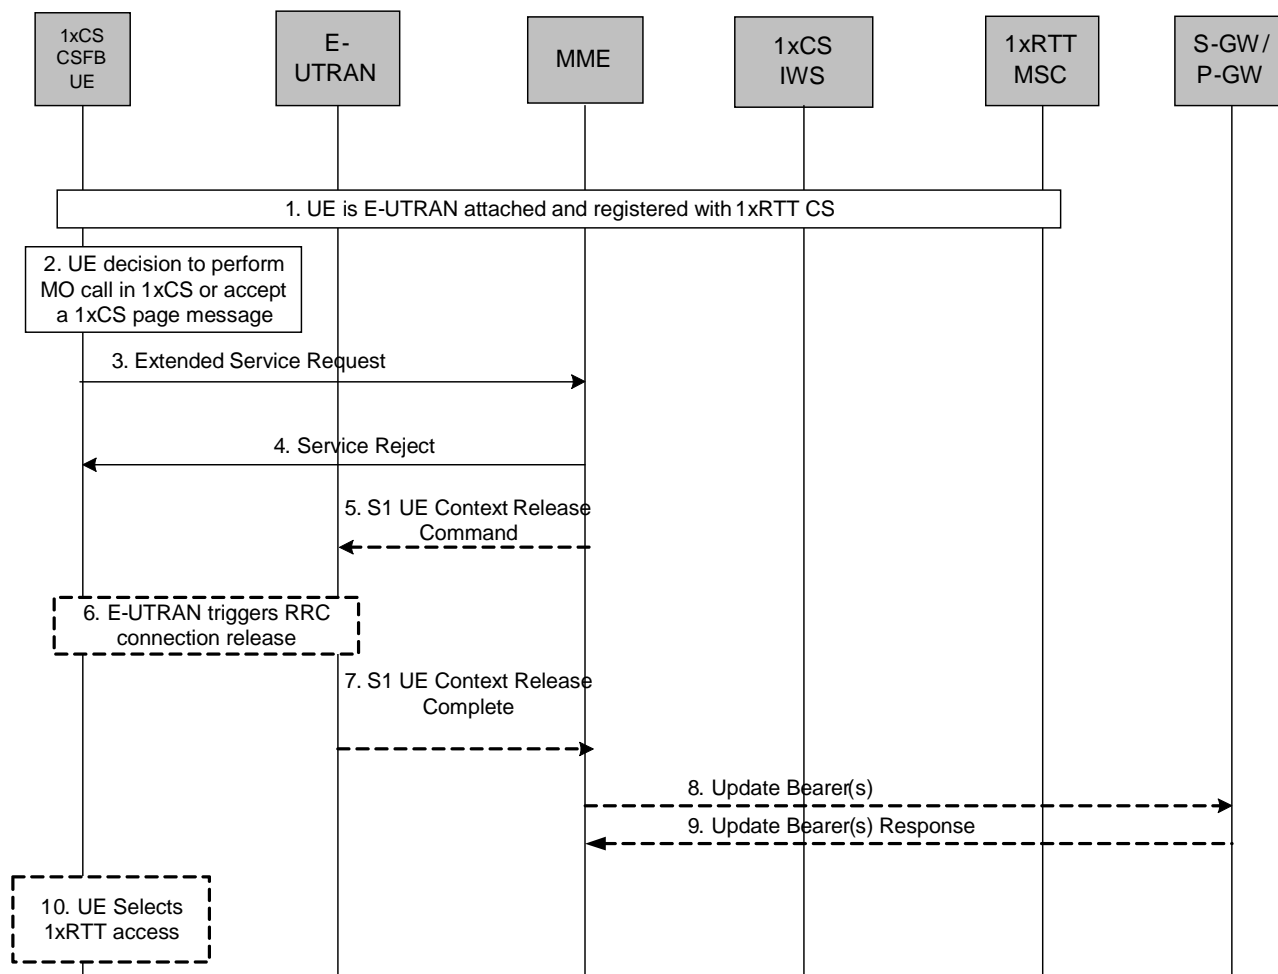 1xCS
CSFB
UE
E-
UTRAN
MME
1xCS
IWS
1xRTT
MSC
S-GW/
P-GW
1. UE is E-UTRAN attached and registered with 1xRTT CS
2. UE decision to perform
MO call in 1xCS or accept
a 1xCS page message
3. Extended Service Request
4. Service Reject
5. S1 UE Context Release
Command
6. E-UTRAN triggers RRC
connection release
7. S1 UE Context Release
Complete
8. Update Bearer(s)
9. Update Bearer(s) Response
10. UE Selects
1xRTT access